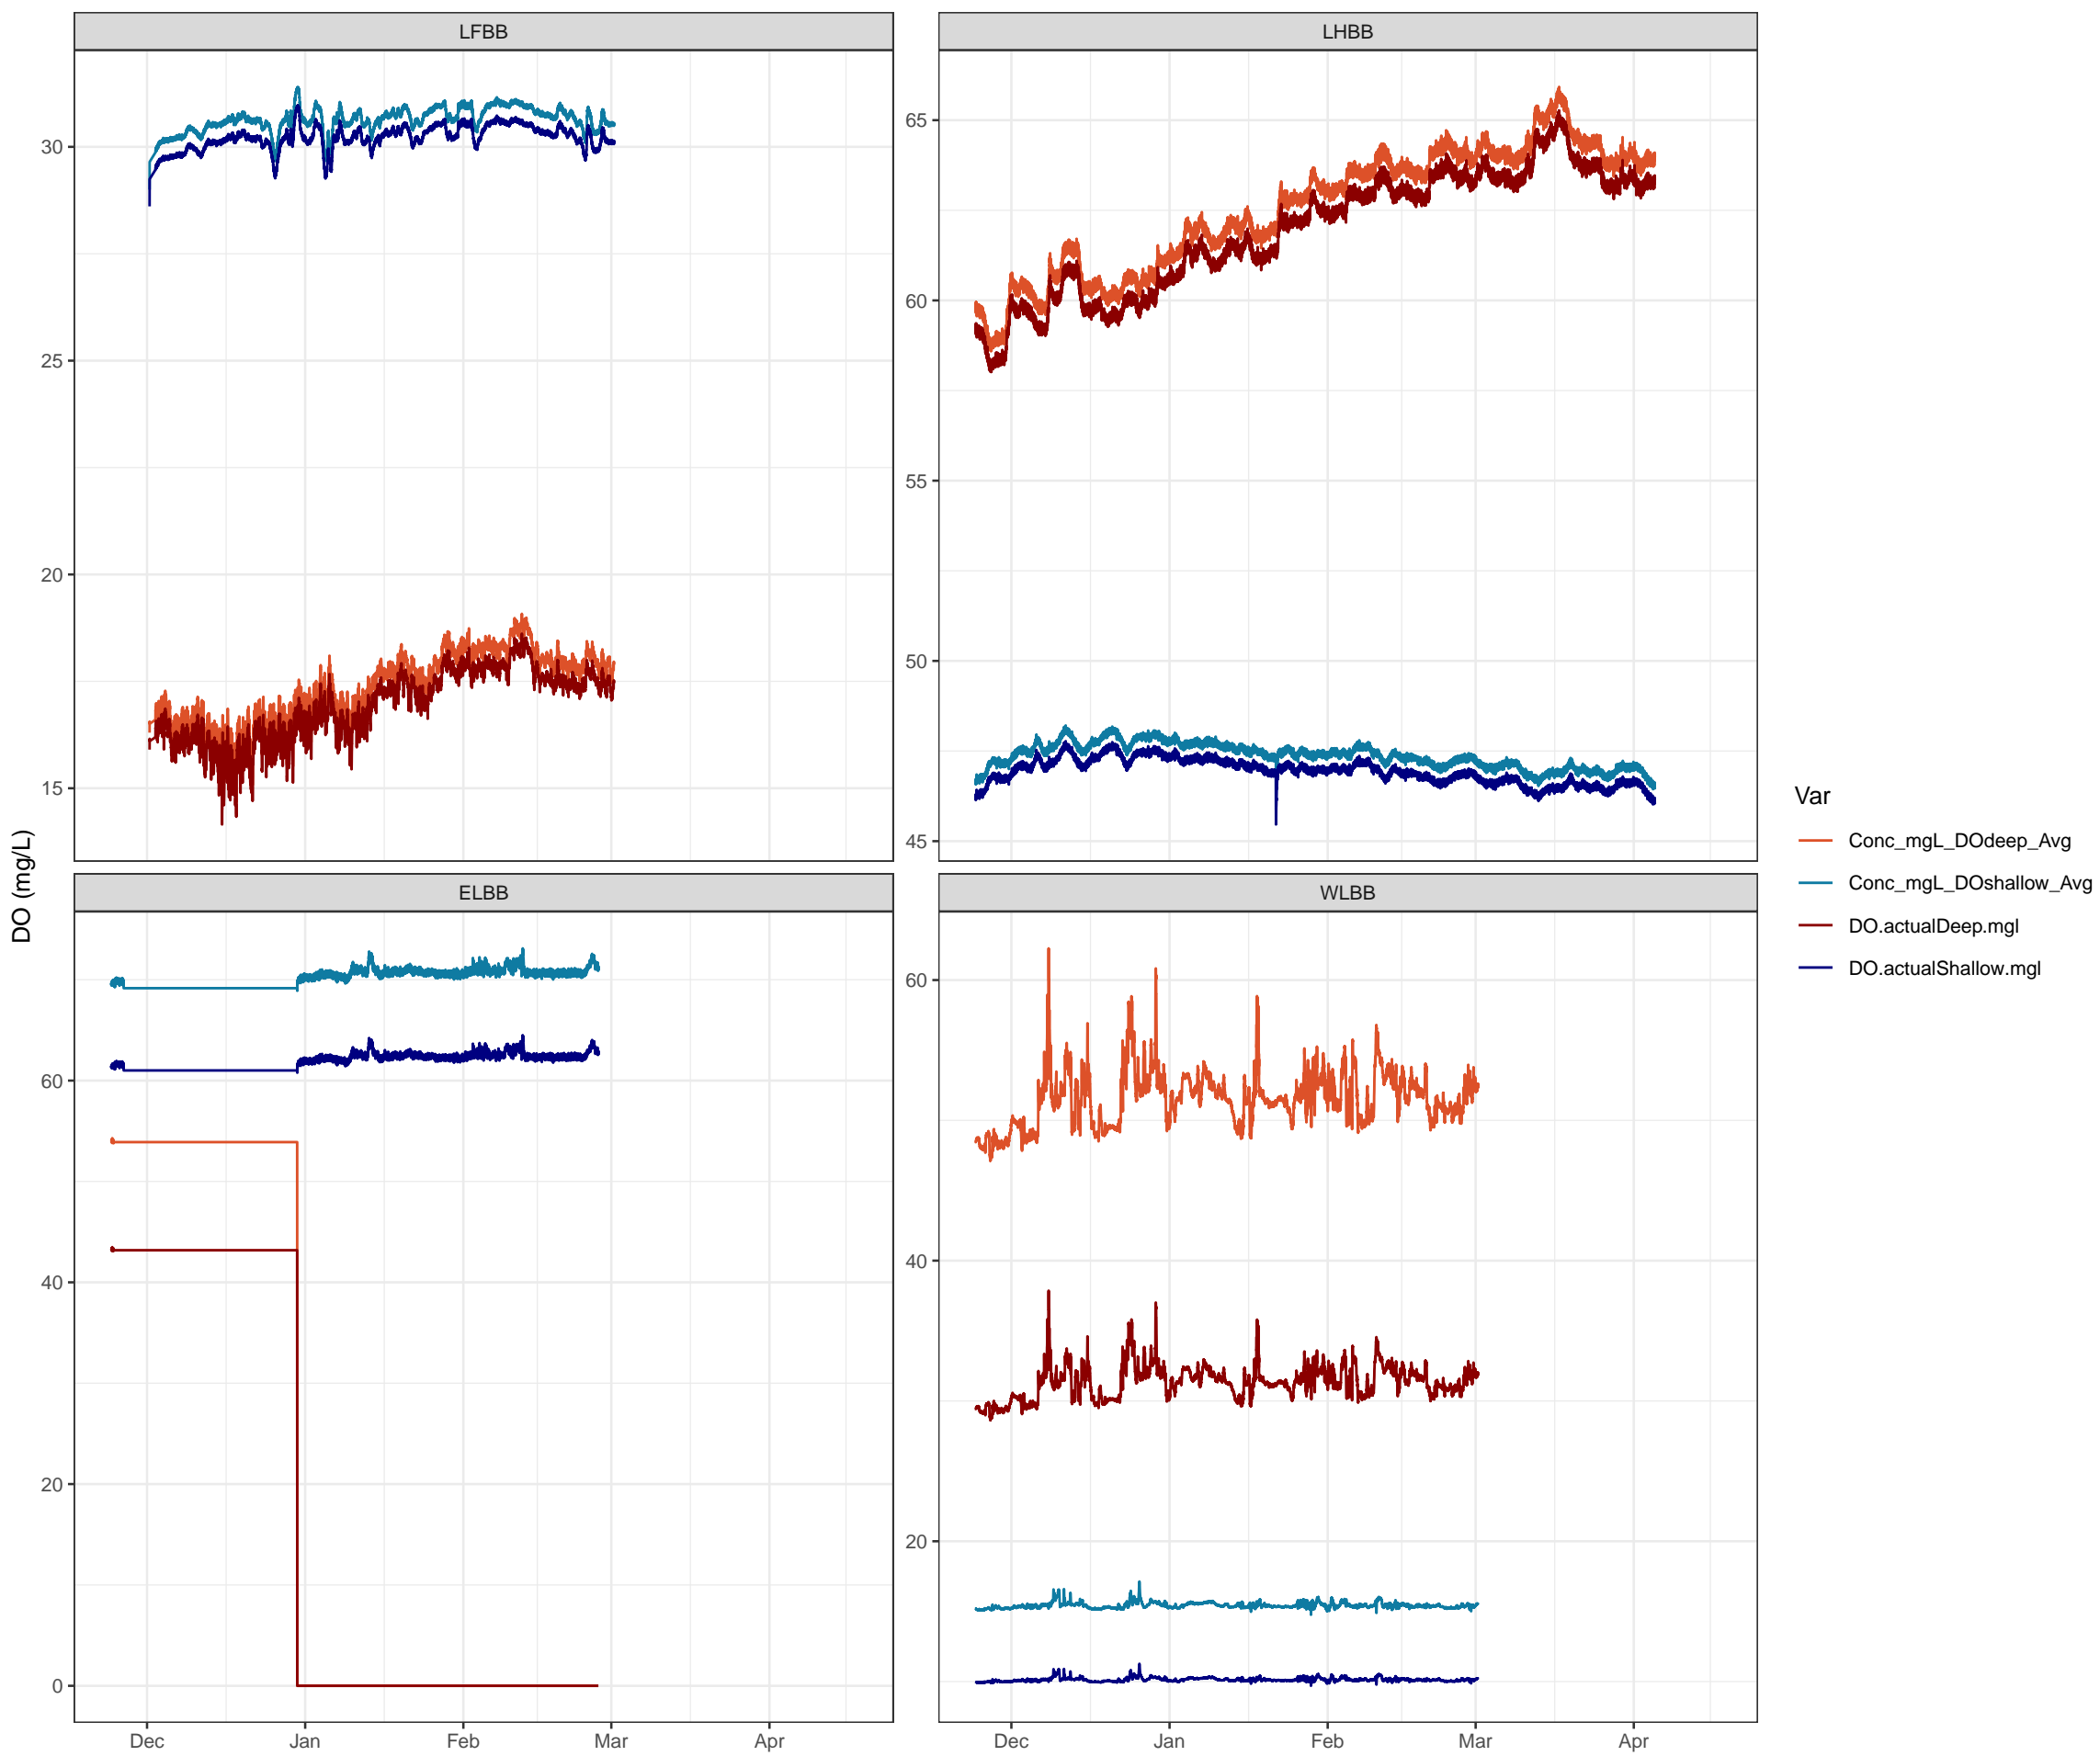 LFBB
LHBB
30
25
20
15
65
60
55
50
45
ELBB
WLBB
60
40
20
0
60
40
20
Dec Jan Feb Mar Apr
Dec Jan Feb Mar Apr
DO (mg/L)
Var
Conc_mgL_DOdeep_Avg
Conc_mgL_DOshallow_Avg
DO.actualDeep.mgl
DO.actualShallow.mgl